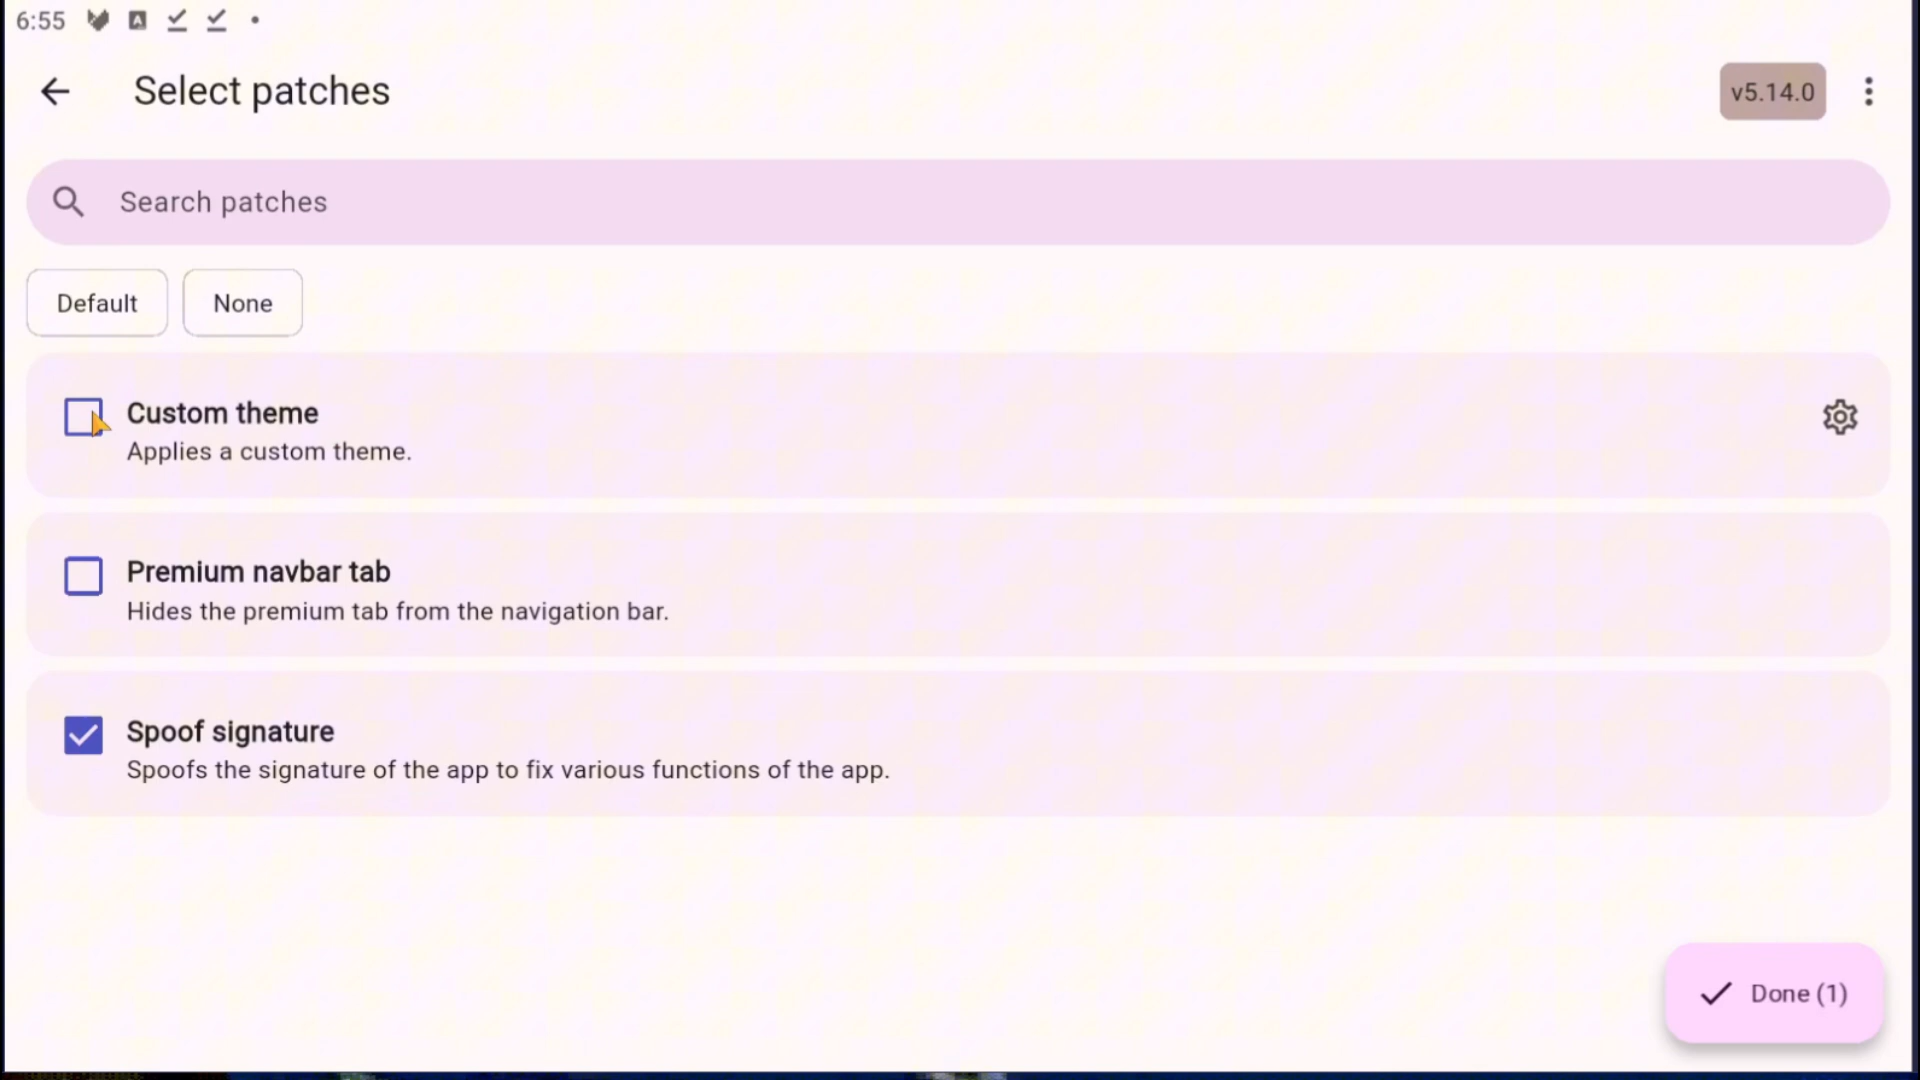 6:55
Select patches
v5.14.0
Search patches
Default
None
Custom theme
Applies a custom theme.
Premium navbar tab
Hides the premium tab from the navigation bar.
Spoof signature
Spoofs the signature of the app to fix various functions of the app.
Done (1)